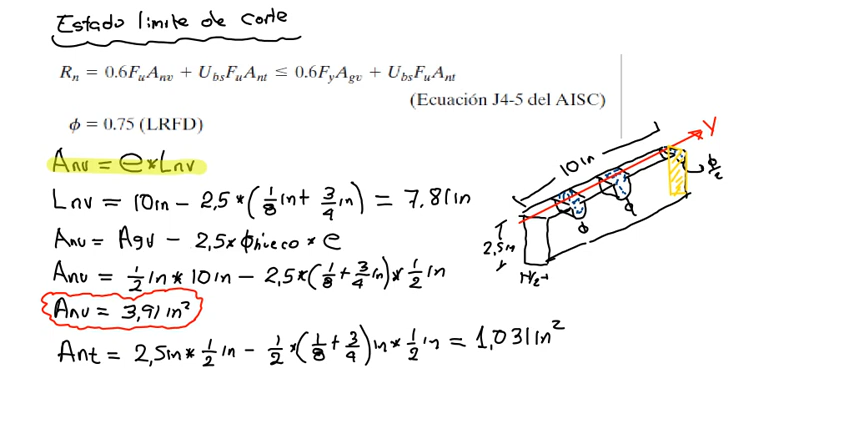 Estado limite de corte
Rn = 0.6FuAnv + UbsFuAnt ≤ 0.6FyAgv + UbsFuAnt
(Ecuación J4-5 del AISC)
ϕ = 0.75 (LRFD)
Anv = e*Lnv
Lnv = 10in - 2,5*(1/8 in + 3/4 in) = 7.81in
Anv = Agv - 2,5*ϕhueco*e
Anv = 1/2 in * 10in - 2,5*(1/8 + 3/4 in)*1/2 in
Anv = 3,91 in²
Ant = 2,5in * 1/2 in - 1/2*(1/8 + 3/4)in * 1/2 in = 1,031in²
10in
Y
ϕ/2
ϕ
ϕ
2,5in
1/2